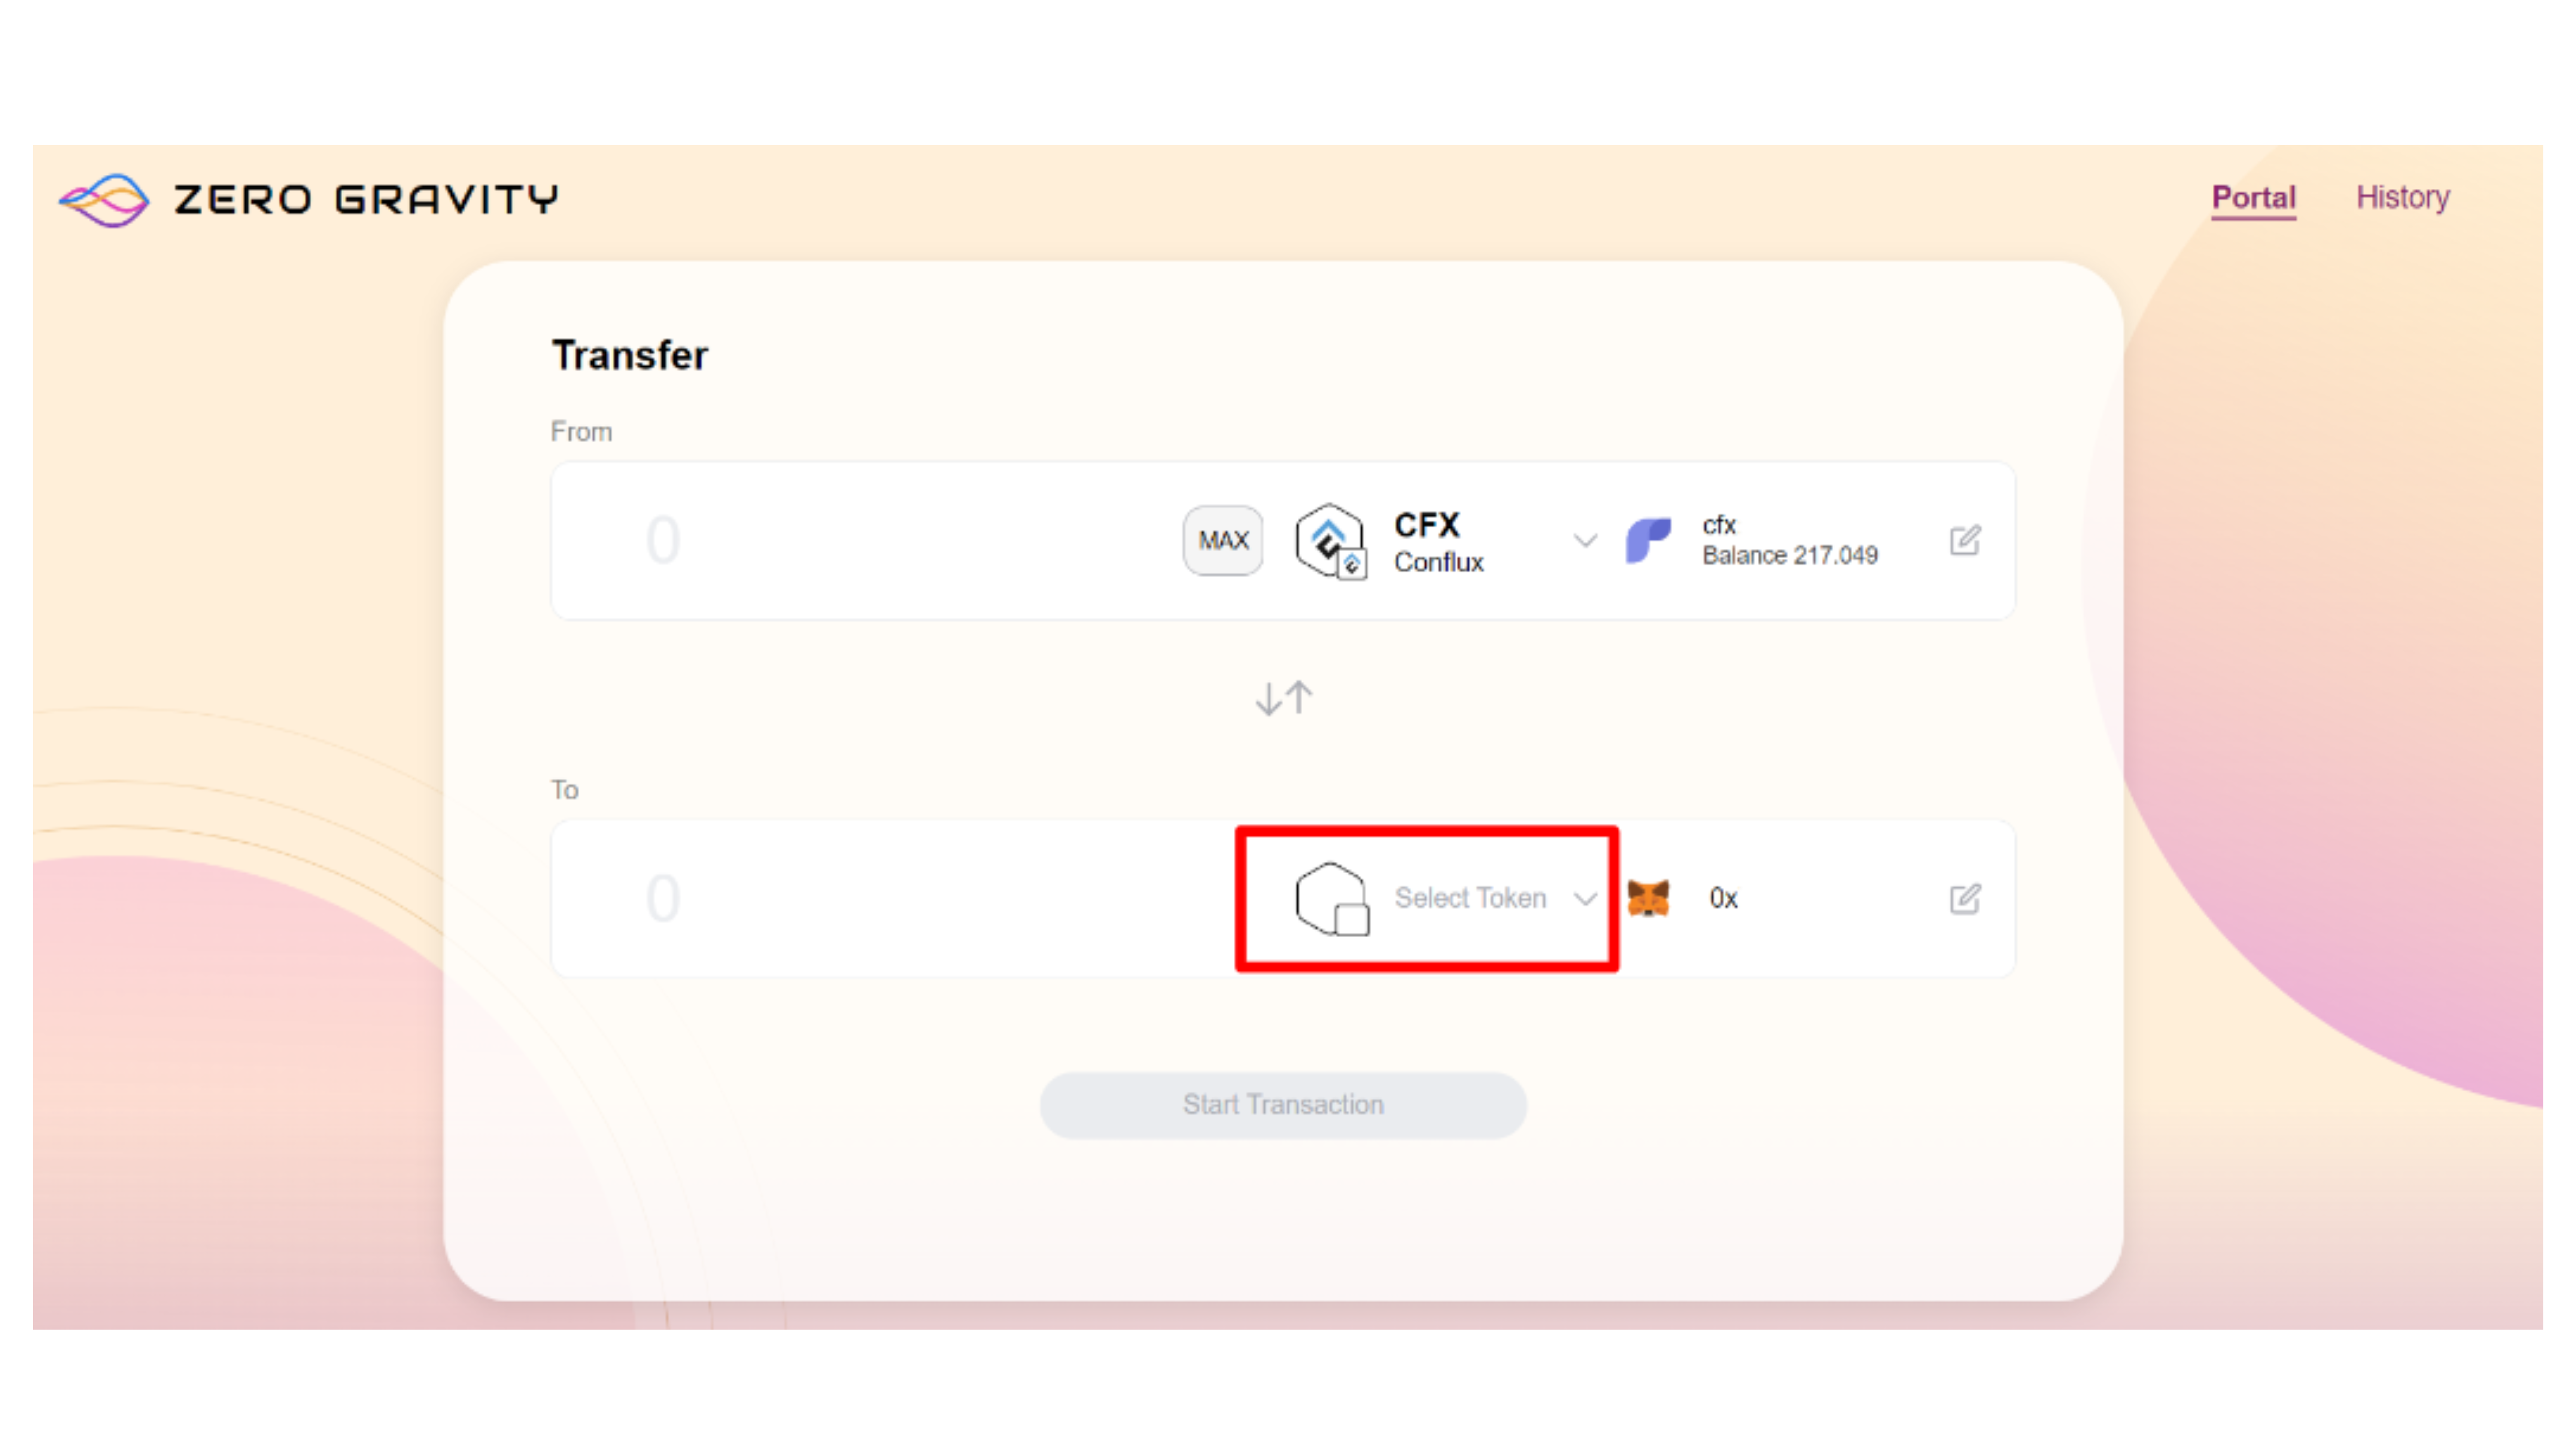 ZERO GRAVITY
Portal History
Transfer
From
0 MAX CFX cfx
Conflux Balance 217.049
To
0 Select Token 0x
Start Transaction